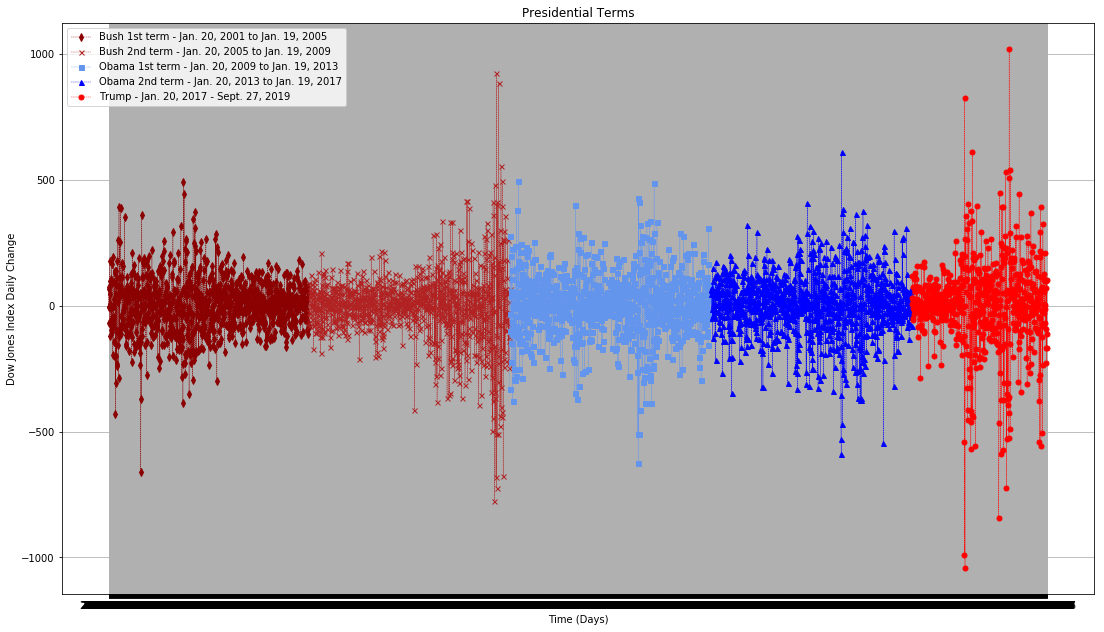 Presidential Terms
Bush 1st term - Jan. 20, 2001 to Jan. 19, 2005
Bush 2nd term - Jan. 20, 2005 to Jan. 19, 2009
Obama 1st term - Jan. 20, 2009 to Jan. 19, 2013
Obama 2nd term - Jan. 20, 2013 to Jan. 19, 2017
Trump - Jan. 20, 2017 - Sept. 27, 2019
1000
500
0
−500
−1000
Dow Jones Index Daily Change
Time (Days)